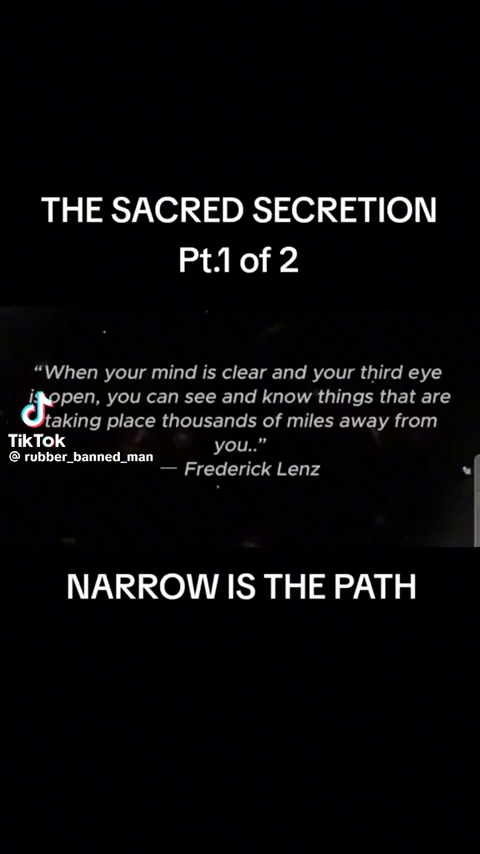 THE SACRED SECRETION
Pt.1 of 2
“When your mind is clear and your third eye
is open, you can see and know things that are
taking place thousands of miles away from
you..”
— Frederick Lenz
TikTok
@ rubber_banned_man
NARROW IS THE PATH